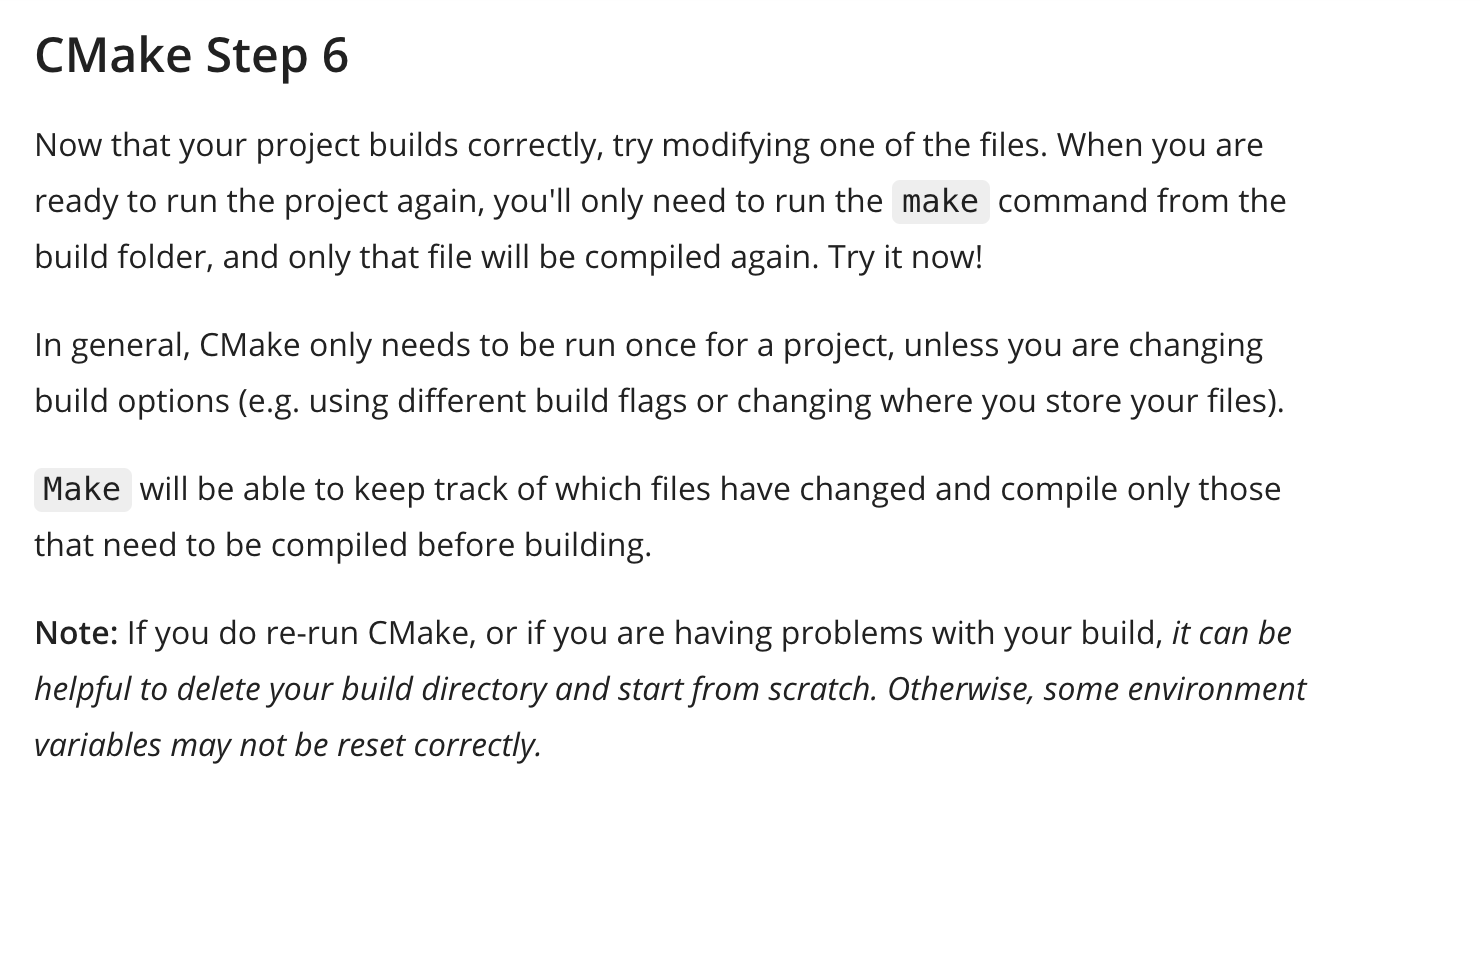 CMake Step 6
Now that your project builds correctly, try modifying one of the files. When you are
ready to run the project again, you'll only need to run the make command from the
build folder, and only that file will be compiled again. Try it now!
In general, CMake only needs to be run once for a project, unless you are changing
build options (e.g. using different build flags or changing where you store your files).
Make will be able to keep track of which files have changed and compile only those
that need to be compiled before building.
Note: If you do re-run CMake, or if you are having problems with your build, it can be
helpful to delete your build directory and start from scratch. Otherwise, some environment
variables may not be reset correctly.